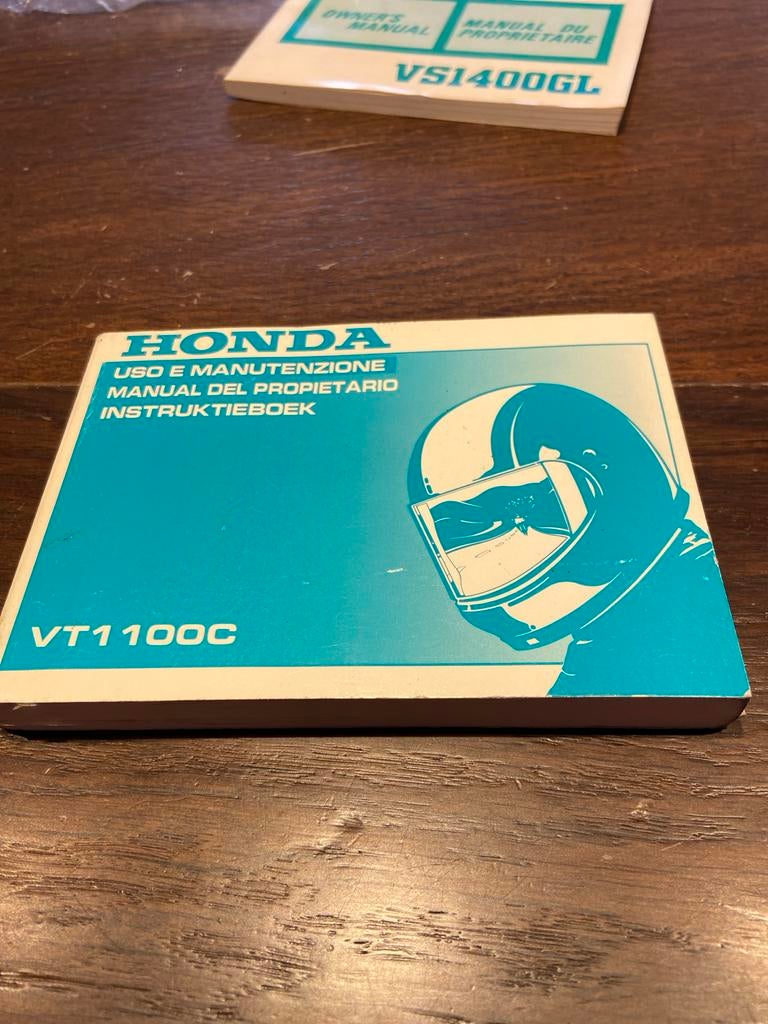 OWNER'S MANUAL DU
MANUAL PROPRIETAIRE
VS1400GL
HONDA
USO E MANUTENZIONE
MANUAL DEL PROPIETARIO
INSTRUKTIEBOEK
VT1100C